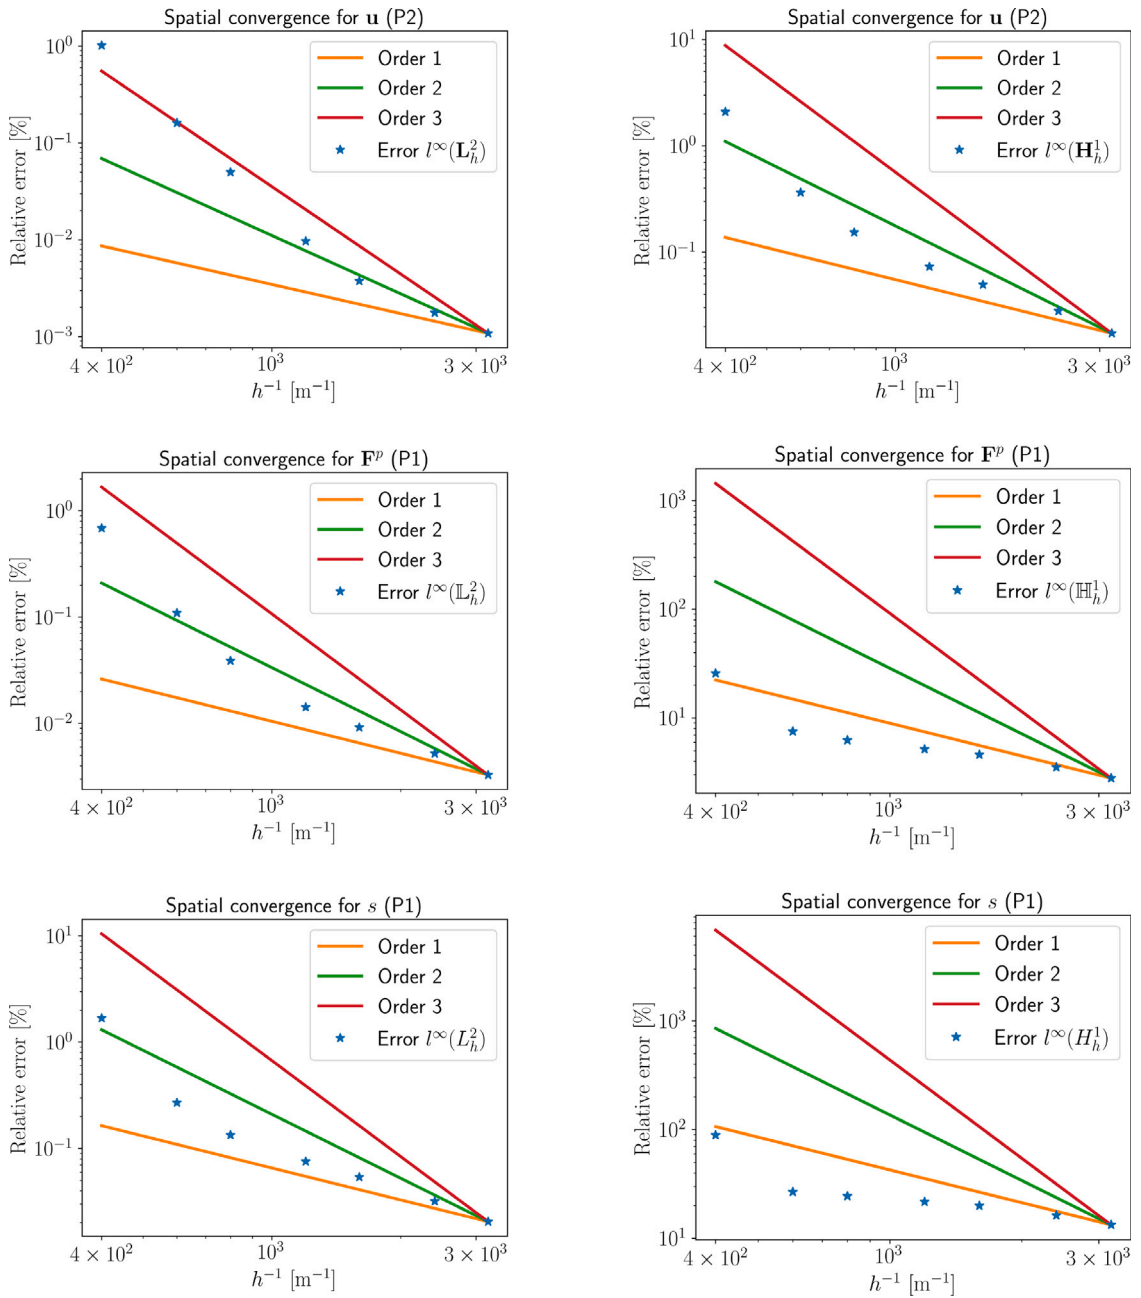 Spatial convergence for u (P2)
10⁰
10⁻¹
10⁻²
10⁻³
Relative error [%]
Order 1
Order 2
Order 3
Error l^∞(𝐋²ₕ)
4 × 10²
10³
3 × 10³
h⁻¹ [m⁻¹]
Spatial convergence for u (P2)
10¹
10⁰
10⁻¹
Relative error [%]
Order 1
Order 2
Order 3
Error l^∞(𝐇¹ₕ)
4 × 10²
10³
3 × 10³
h⁻¹ [m⁻¹]
Spatial convergence for Fᵖ (P1)
10⁰
10⁻¹
10⁻²
Relative error [%]
Order 1
Order 2
Order 3
Error l^∞(𝕃²ₕ)
4 × 10²
10³
3 × 10³
h⁻¹ [m⁻¹]
Spatial convergence for Fᵖ (P1)
10³
10²
10¹
Relative error [%]
Order 1
Order 2
Order 3
Error l^∞(ℍ¹ₕ)
4 × 10²
10³
3 × 10³
h⁻¹ [m⁻¹]
Spatial convergence for s (P1)
10¹
10⁰
10⁻¹
Relative error [%]
Order 1
Order 2
Order 3
Error l^∞(L²ₕ)
4 × 10²
10³
3 × 10³
h⁻¹ [m⁻¹]
Spatial convergence for s (P1)
10³
10²
10¹
Relative error [%]
Order 1
Order 2
Order 3
Error l^∞(H¹ₕ)
4 × 10²
10³
3 × 10³
h⁻¹ [m⁻¹]